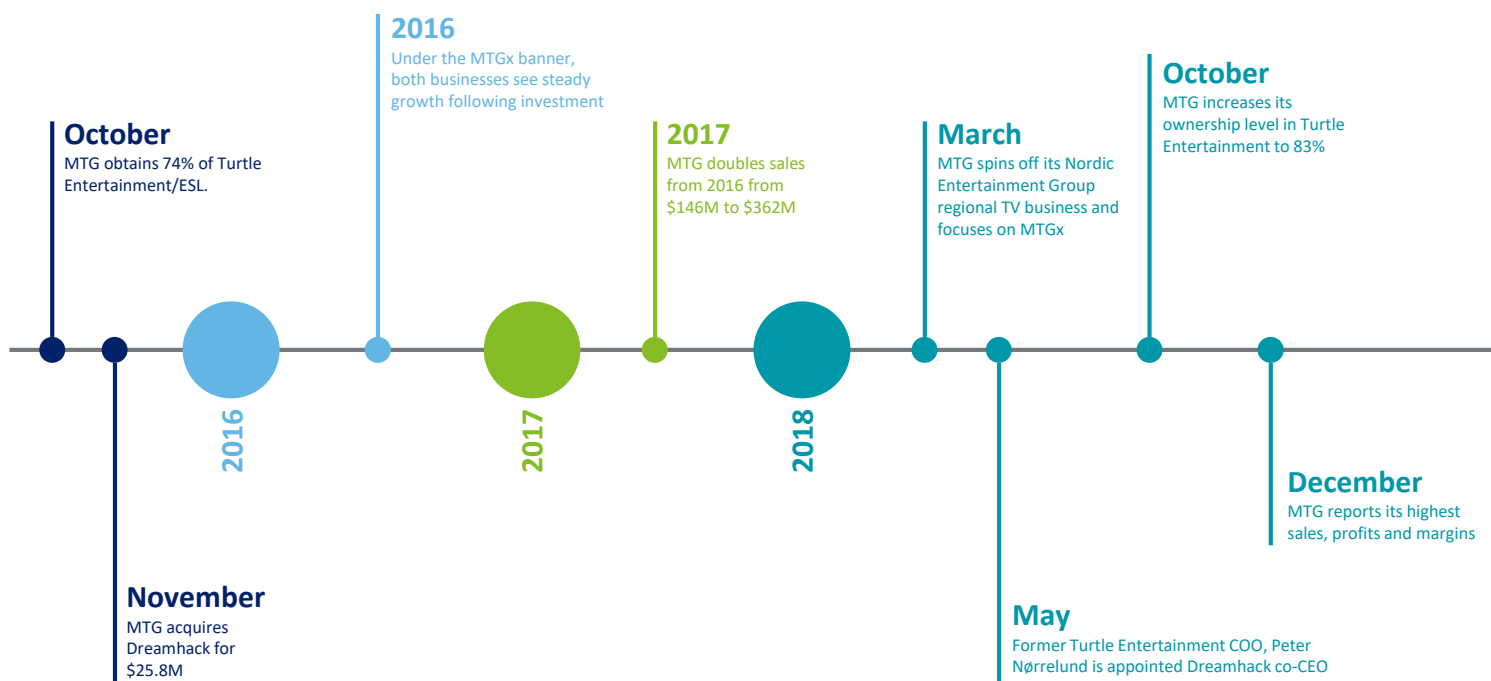 October
MTG obtains 74% of Turtle
Entertainment/ESL.
November
MTG acquires
Dreamhack for
$25.8M
2016
2016
Under the MTGx banner,
both businesses see steady
growth following investment
2017
2017
MTG doubles sales
from 2016 from
$146M to $362M
2018
March
MTG spins off its Nordic
Entertainment Group
regional TV business and
focuses on MTGx
May
Former Turtle Entertainment COO, Peter
Nørrelund is appointed Dreamhack co-CEO
October
MTG increases its
ownership level in Turtle
Entertainment to 83%
December
MTG reports its highest
sales, profits and margins